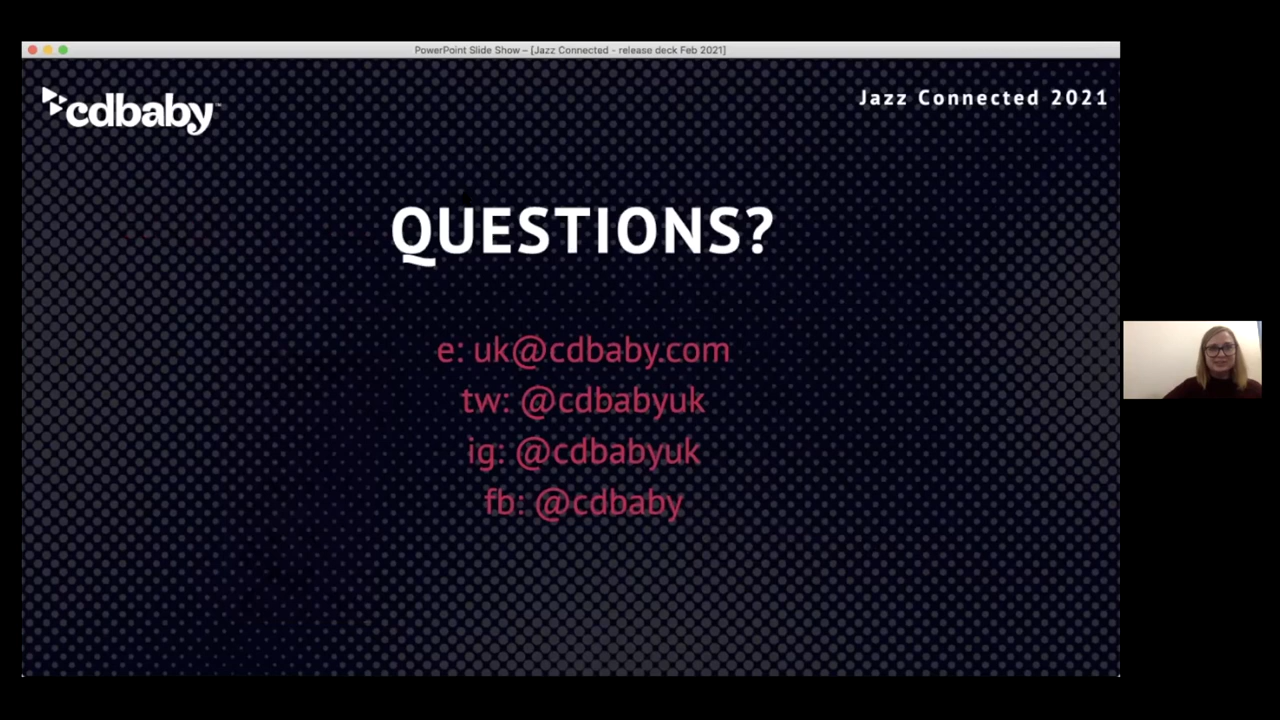 PowerPoint Slide Show – [Jazz Connected - release deck Feb 2021]
cdbaby™
Jazz Connected 2021
QUESTIONS?
e: uk@cdbaby.com
tw: @cdbabyuk
ig: @cdbabyuk
fb: @cdbaby